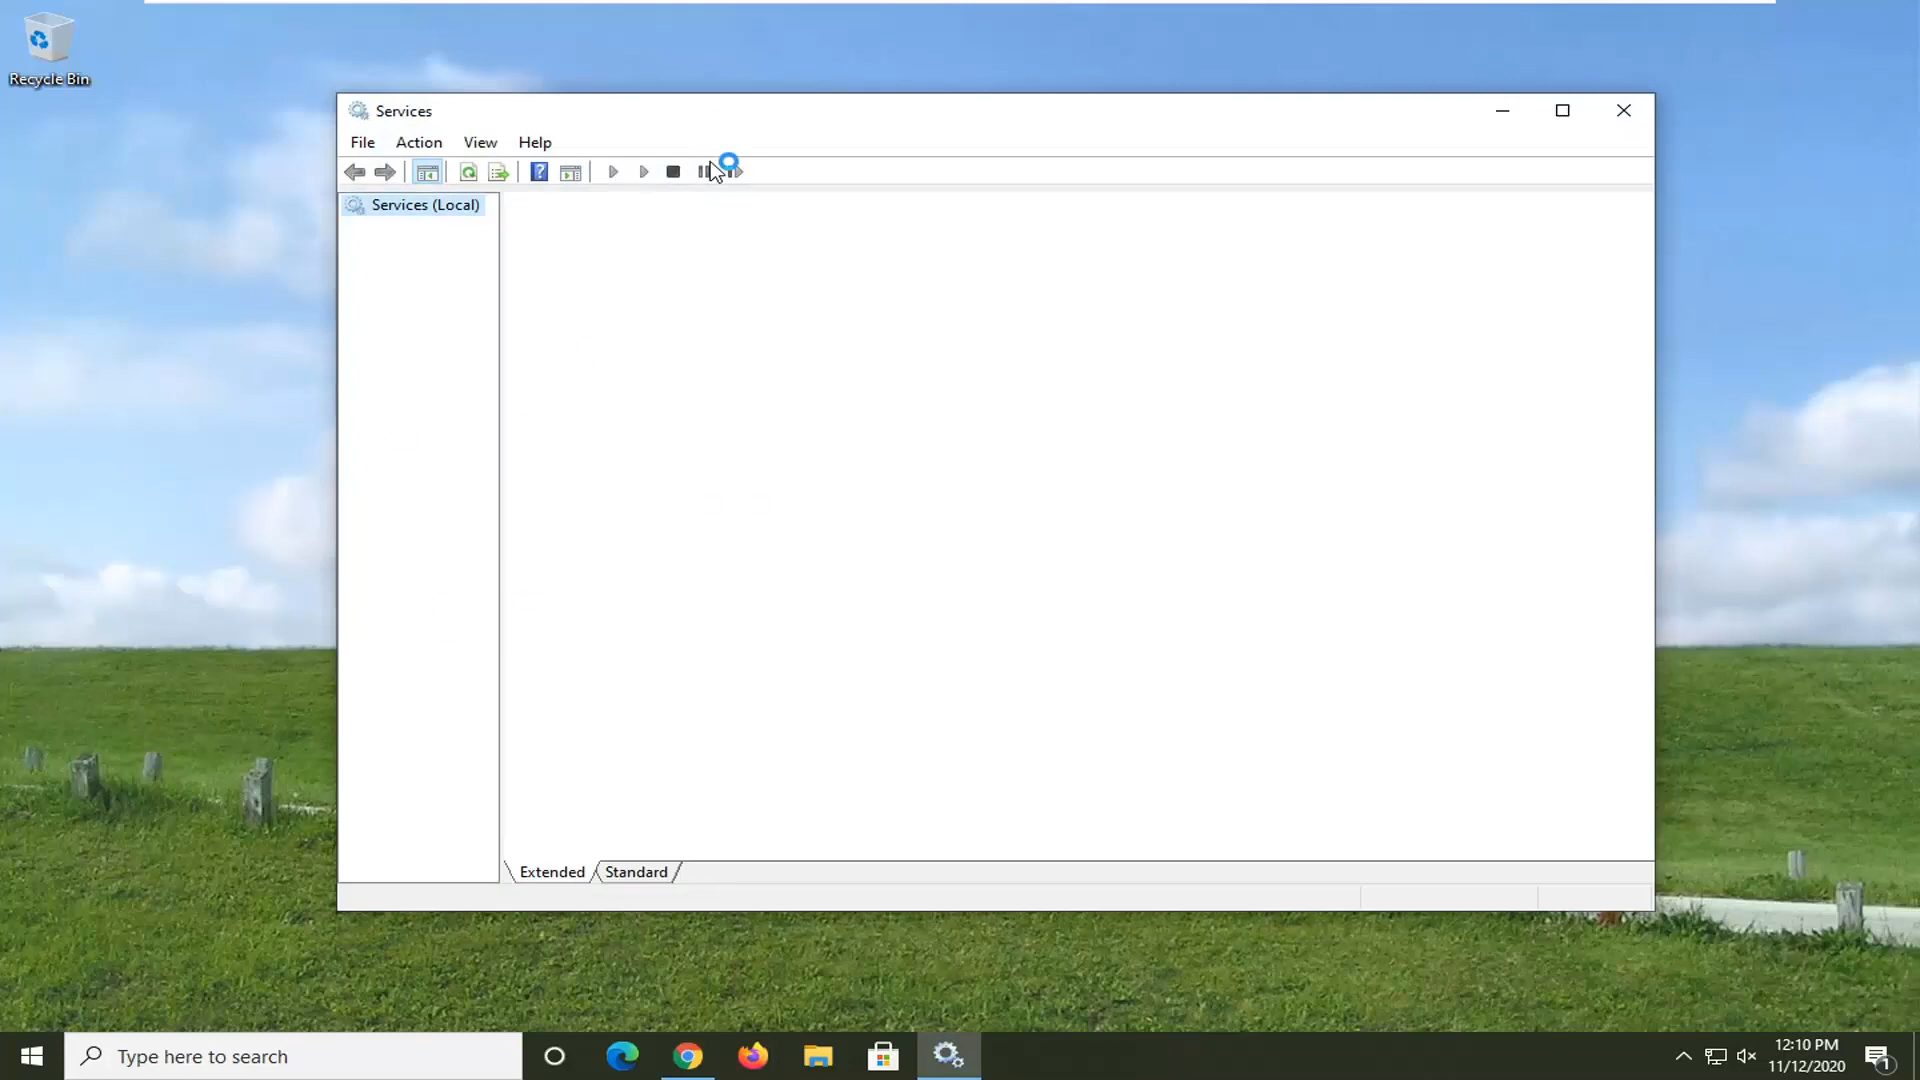 Recycle Bin
Services
File Action View Help
Services (Local)
Extended Standard
Type here to search
12:10 PM
11/12/2020
1